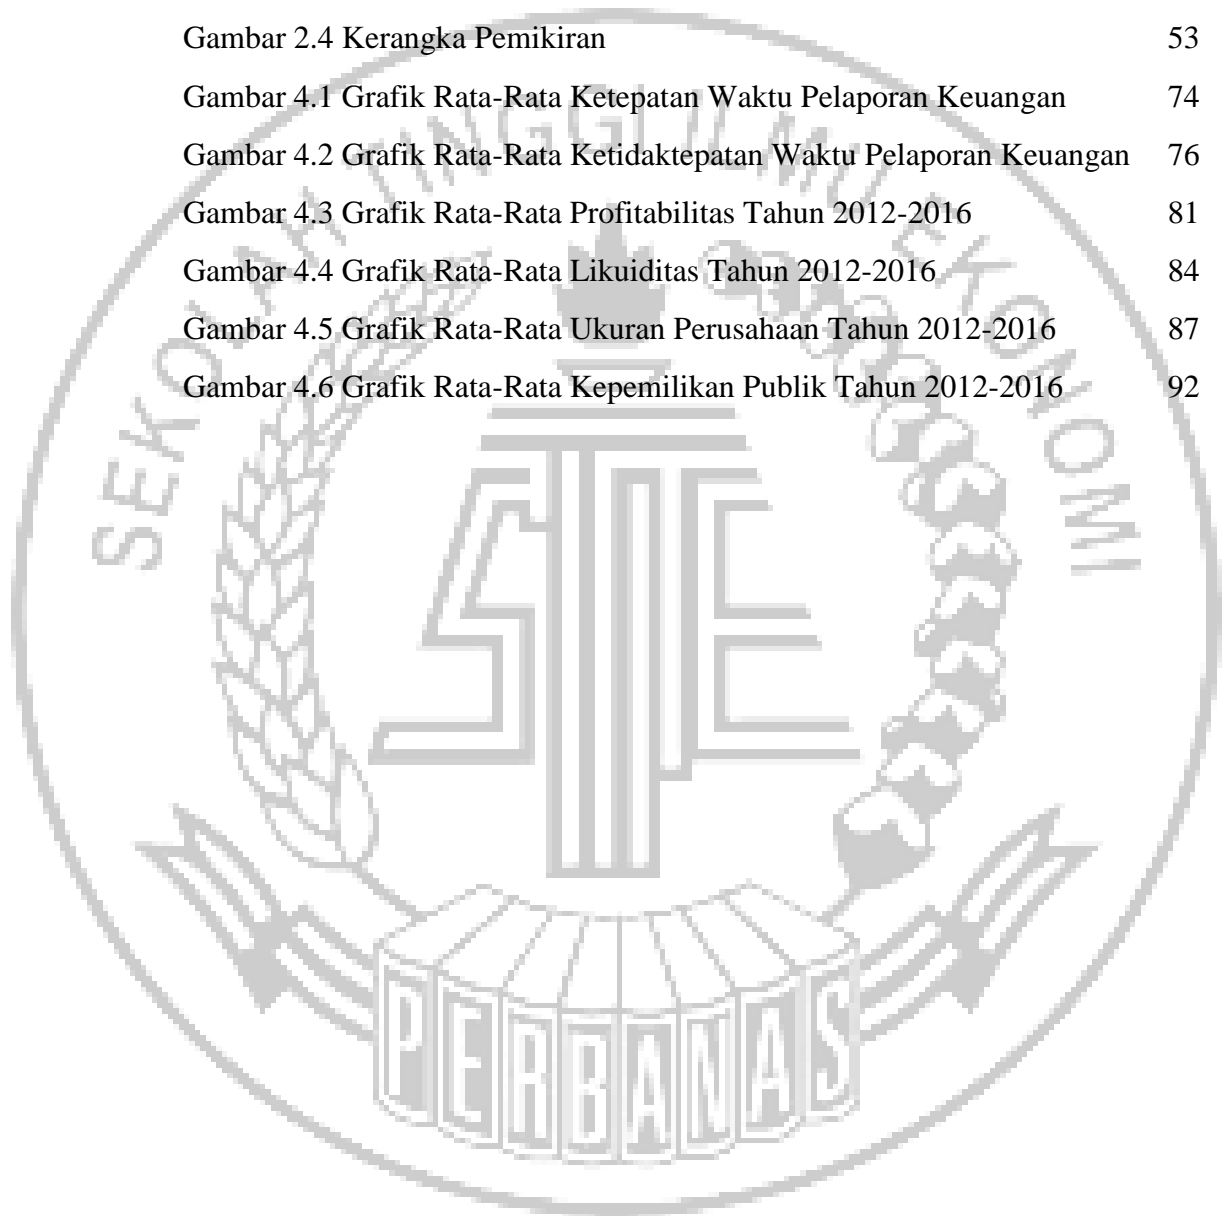 Gambar 2.4 Kerangka Pemikiran 53
Gambar 4.1 Grafik Rata-Rata Ketepatan Waktu Pelaporan Keuangan 74
Gambar 4.2 Grafik Rata-Rata Ketidaktepatan Waktu Pelaporan Keuangan 76
Gambar 4.3 Grafik Rata-Rata Profitabilitas Tahun 2012-2016 81
Gambar 4.4 Grafik Rata-Rata Likuiditas Tahun 2012-2016 84
Gambar 4.5 Grafik Rata-Rata Ukuran Perusahaan Tahun 2012-2016 87
Gambar 4.6 Grafik Rata-Rata Kepemilikan Publik Tahun 2012-2016 92
SEKOLAH TINGGI ILMU EKONOMI
STIE
PERBANAS